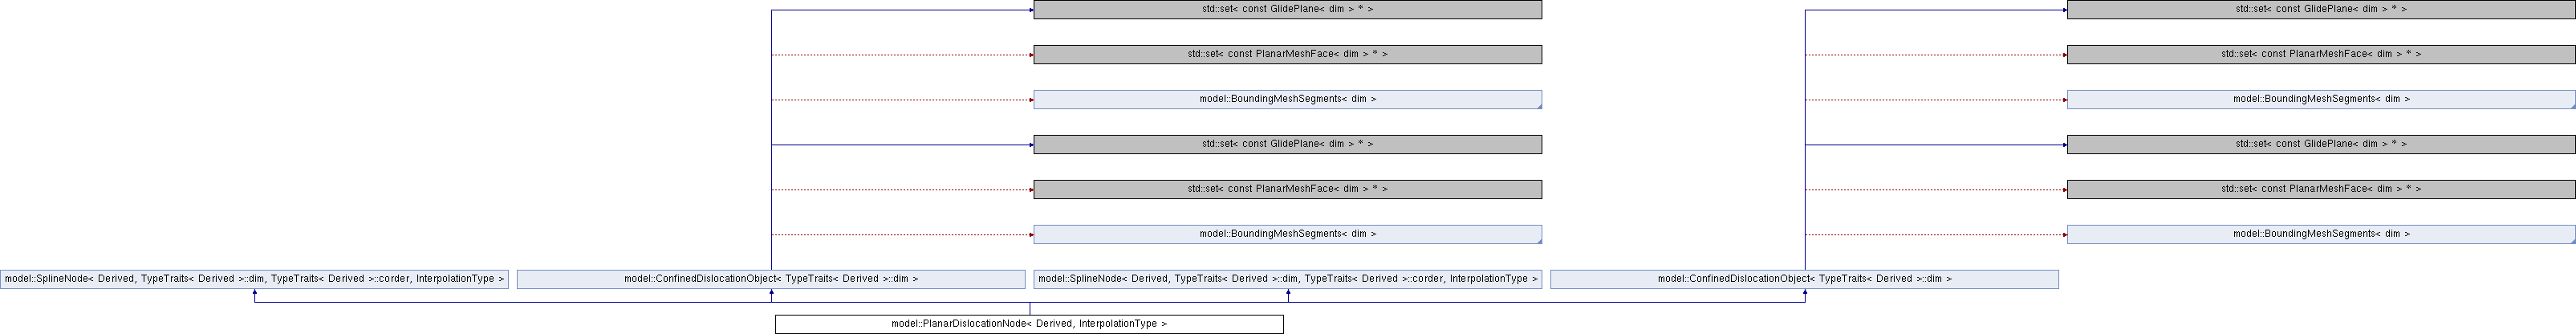 std::set< const GlidePlane< dim > * >
std::set< const GlidePlane< dim > * >
std::set< const PlanarMeshFace< dim > * >
std::set< const PlanarMeshFace< dim > * >
model::BoundingMeshSegments< dim >
model::BoundingMeshSegments< dim >
std::set< const GlidePlane< dim > * >
std::set< const GlidePlane< dim > * >
std::set< const PlanarMeshFace< dim > * >
std::set< const PlanarMeshFace< dim > * >
model::BoundingMeshSegments< dim >
model::BoundingMeshSegments< dim >
model::SplineNode< Derived, TypeTraits< Derived >::dim, TypeTraits< Derived >::corder, InterpolationType >
model::ConfinedDislocationObject< TypeTraits< Derived >::dim >
model::SplineNode< Derived, TypeTraits< Derived >::dim, TypeTraits< Derived >::corder, InterpolationType >
model::ConfinedDislocationObject< TypeTraits< Derived >::dim >
model::PlanarDislocationNode< Derived, InterpolationType >